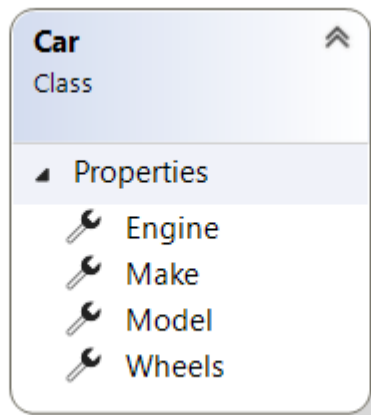 Car
Class
Properties
Engine
Make
Model
Wheels